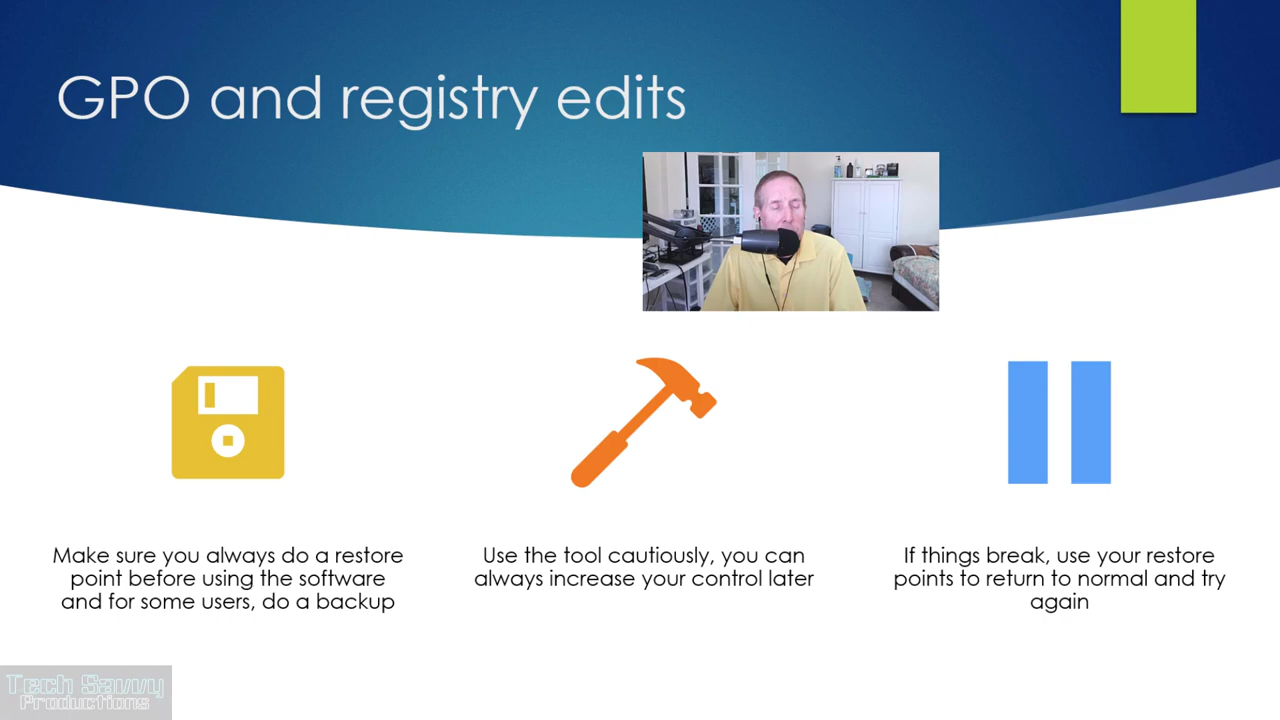 GPO and registry edits
Make sure you always do a restore
point before using the software
and for some users, do a backup
Use the tool cautiously, you can
always increase your control later
If things break, use your restore
points to return to normal and try
again
Tech Savvy
Productions